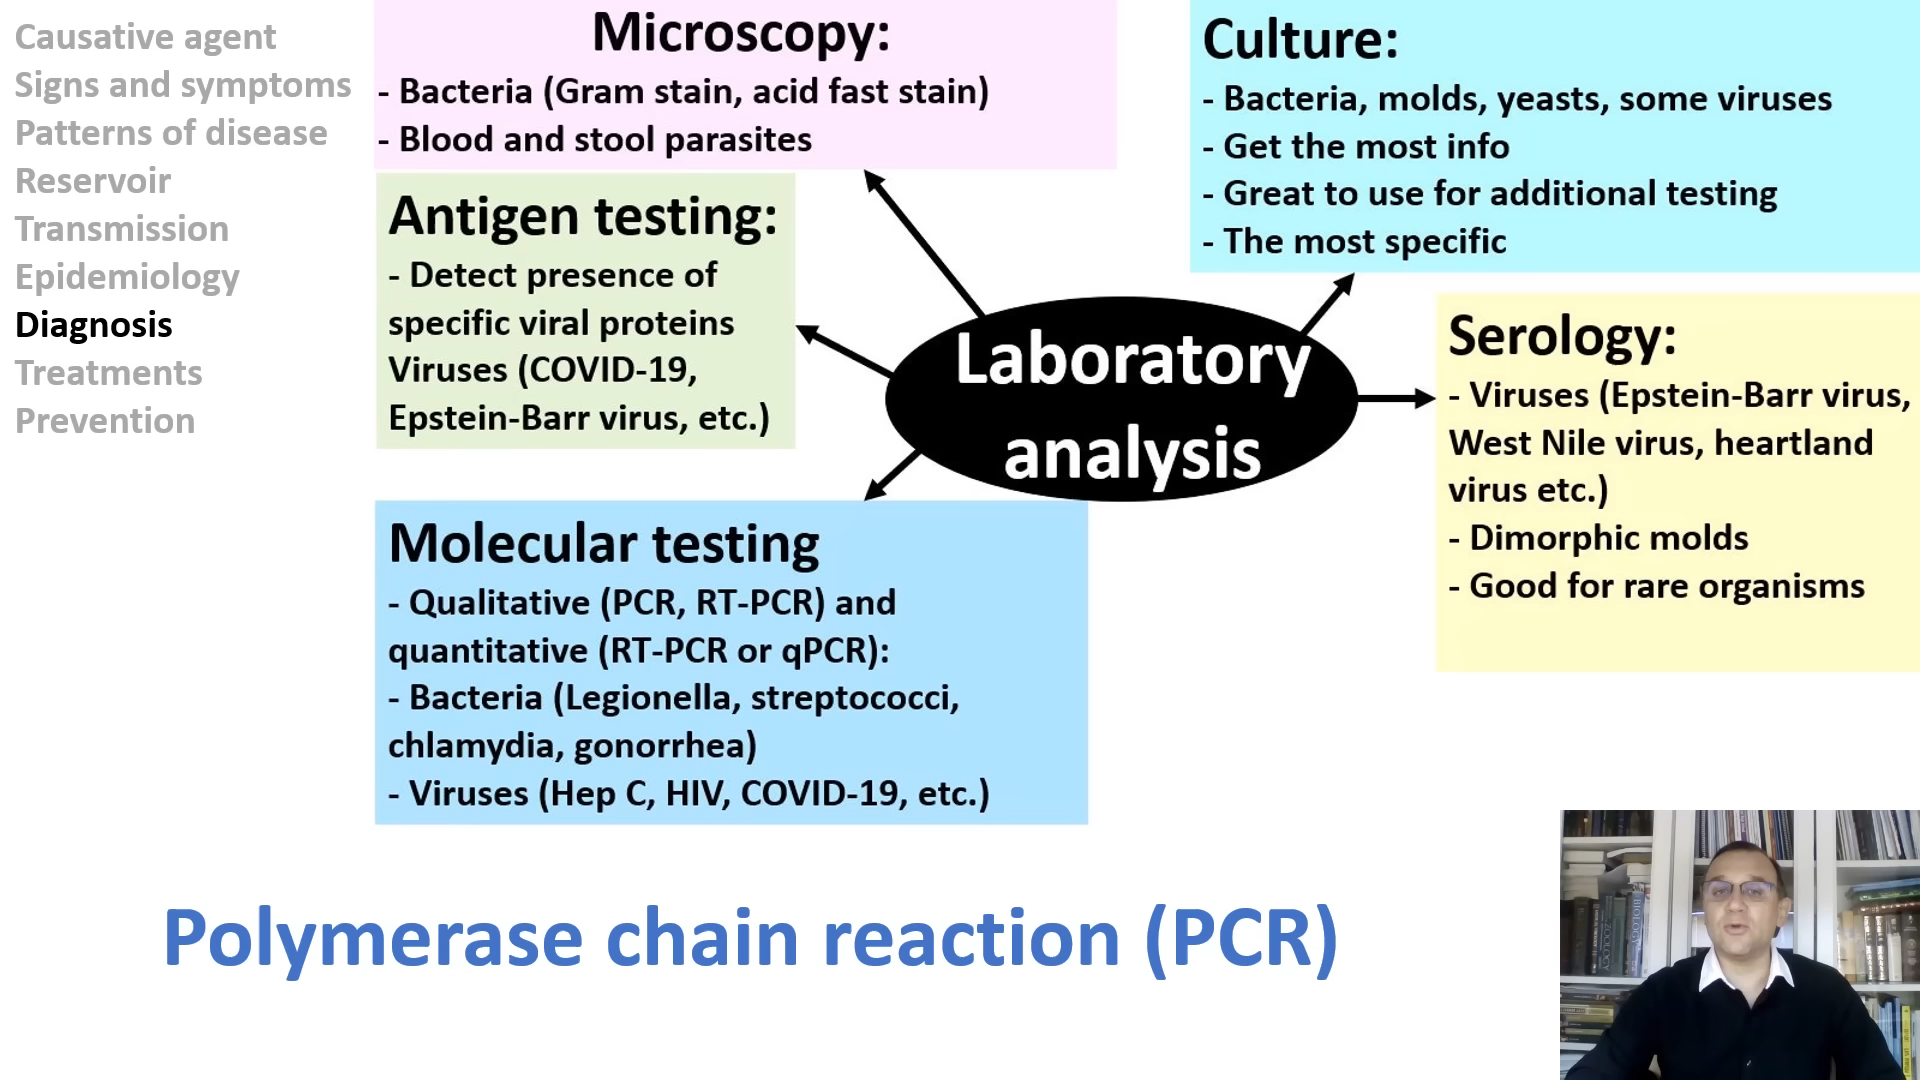 Causative agent
Signs and symptoms
Patterns of disease
Reservoir
Transmission
Epidemiology
Diagnosis
Treatments
Prevention
Microscopy:
- Bacteria (Gram stain, acid fast stain)
- Blood and stool parasites
Culture:
- Bacteria, molds, yeasts, some viruses
- Get the most info
- Great to use for additional testing
- The most specific
Antigen testing:
- Detect presence of
specific viral proteins
Viruses (COVID-19,
Epstein-Barr virus, etc.)
Laboratory
analysis
Serology:
- Viruses (Epstein-Barr virus,
West Nile virus, heartland
virus etc.)
- Dimorphic molds
- Good for rare organisms
Molecular testing
- Qualitative (PCR, RT-PCR) and
quantitative (RT-PCR or qPCR):
- Bacteria (Legionella, streptococci,
chlamydia, gonorrhea)
- Viruses (Hep C, HIV, COVID-19, etc.)
Polymerase chain reaction (PCR)
ZOOLOGY
BIOLOGY